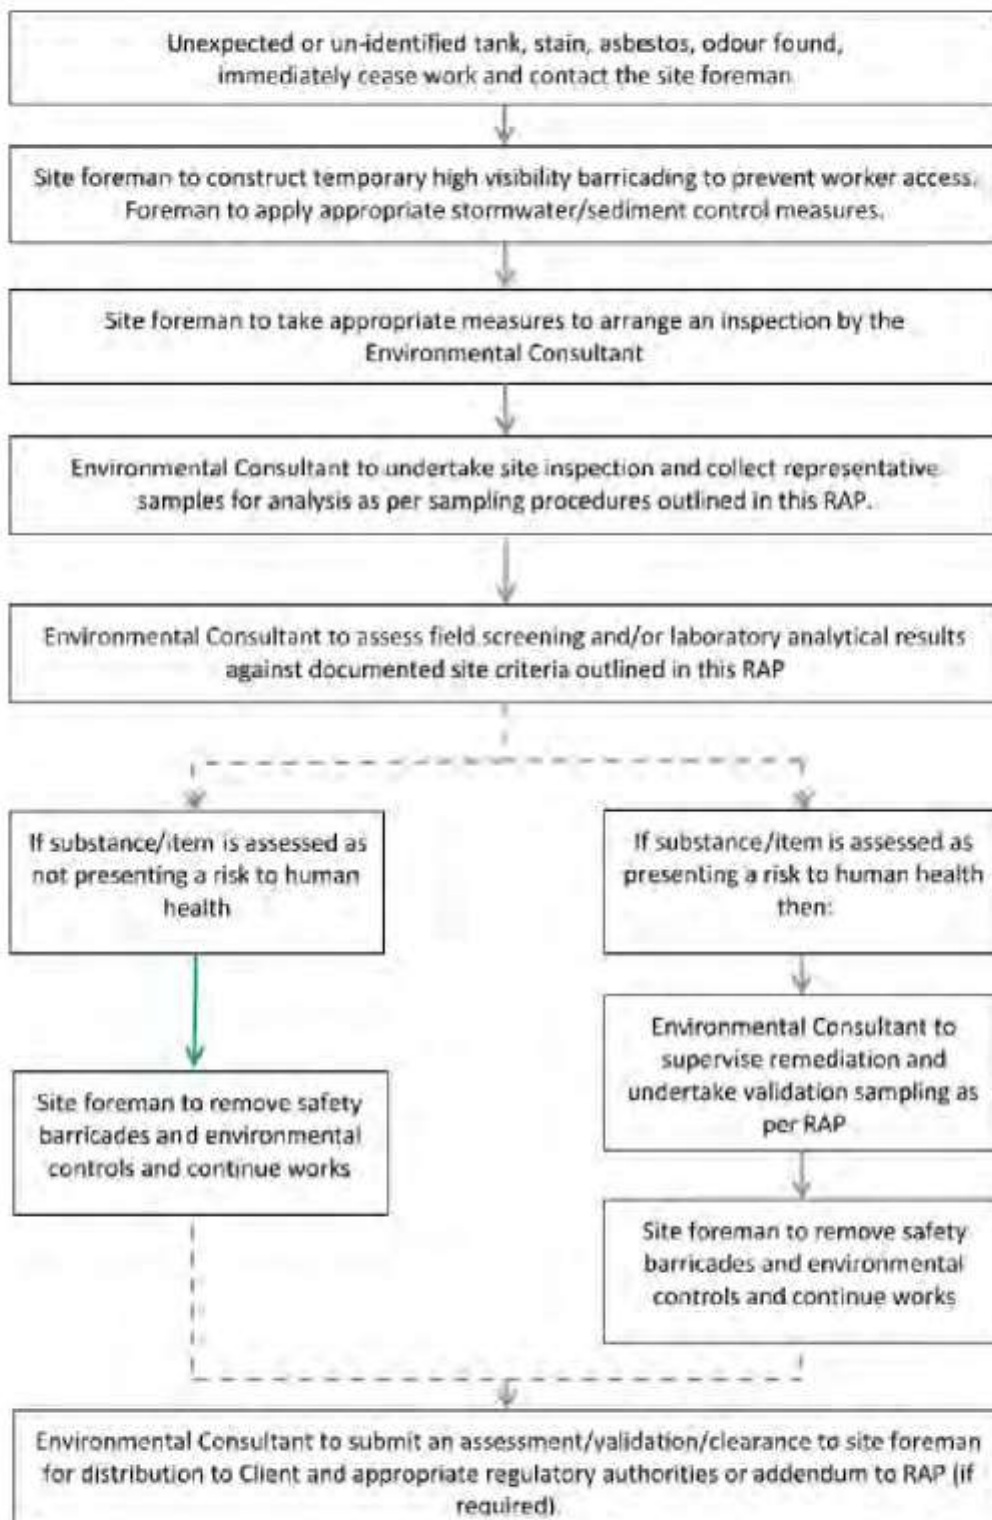 Unexpected or un-identified tank, stain, asbestos, odour found,
immediately cease work and contact the site foreman
Site foreman to construct temporary high visibility barricading to prevent worker access.
Foreman to apply appropriate stormwater/sediment control measures.
Site foreman to take appropriate measures to arrange an inspection by the
Environmental Consultant
Environmental Consultant to undertake site inspection and collect representative
samples for analysis as per sampling procedures outlined in this RAP.
Environmental Consultant to assess field screening and/or laboratory analytical results
against documented site criteria outlined in this RAP
If substance/item is assessed as
not presenting a risk to human
health
Site foreman to remove safety
barricades and environmental
controls and continue works
If substance/item is assessed as
presenting a risk to human health
then:
Environmental Consultant to
supervise remediation and
undertake validation sampling as
per RAP
Site foreman to remove safety
barricades and environmental
controls and continue works
Environmental Consultant to submit an assessment/validation/clearance to site foreman
for distribution to Client and appropriate regulatory authorities or addendum to RAP (if
required).